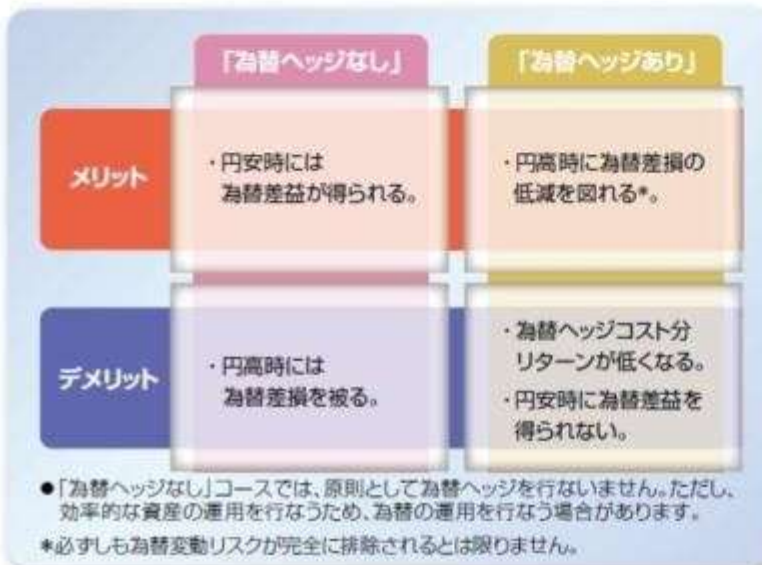 「為替ヘッジなし」
「為替ヘッジあり」
メリット
・円安時には
為替差益が得られる。
・円高時に為替差損の
低減を図れる*。
デメリット
・円高時には
為替差損を被る。
・為替ヘッジコスト分
リターンが低くなる。
・円安時に為替差益を
得られない。
●「為替ヘッジなし」コースでは、原則として為替ヘッジを行ないません。ただし、
効率的な資産の運用を行なうため、為替の運用を行なう場合があります。
*必ずしも為替変動リスクが完全に排除されるとは限りません。